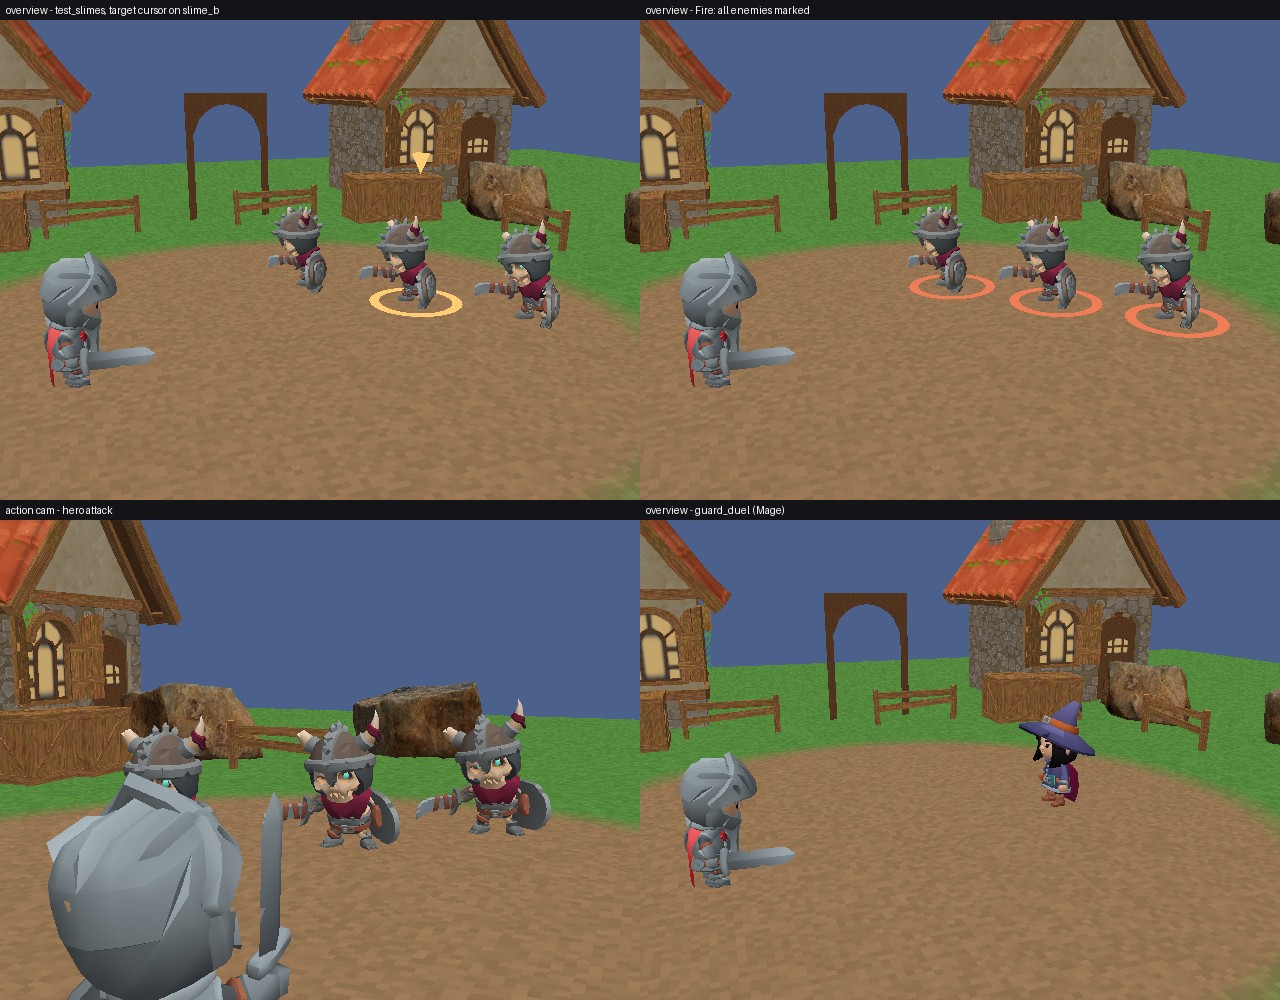 overview - test_slimes, target cursor on slime_b
overview - Fire: all enemies marked
action cam - hero attack
overview - guard_duel (Mage)